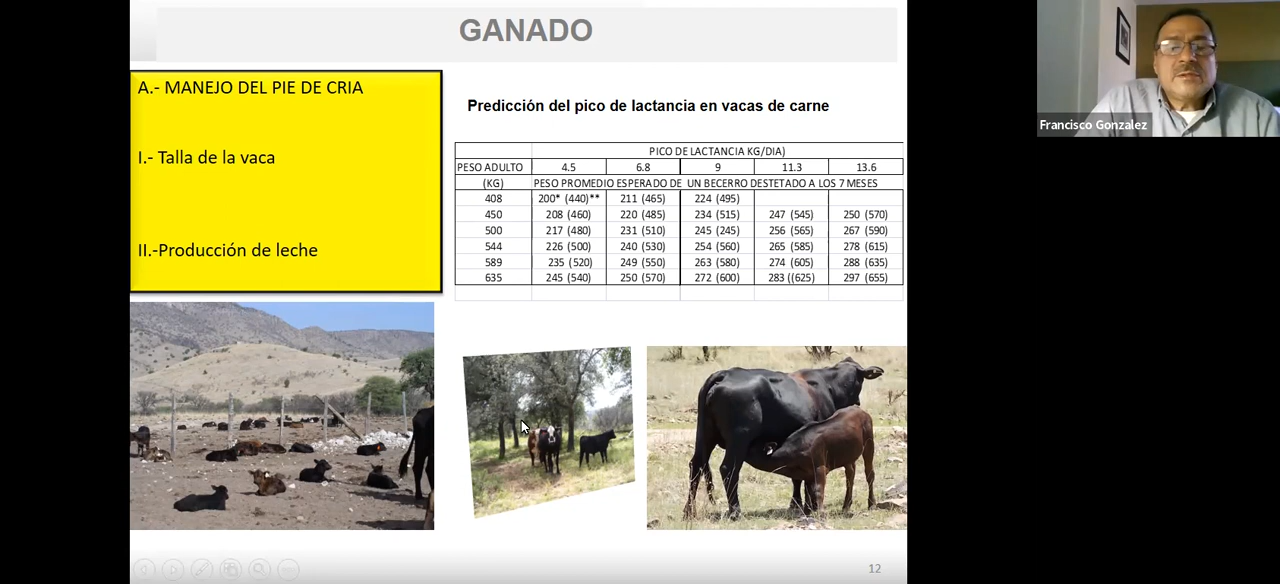 GANADO
A.- MANEJO DEL PIE DE CRIA
I.- Talla de la vaca
II.-Producción de leche
Predicción del pico de lactancia en vacas de carne
PICO DE LACTANCIA KG/DIA)
PESO ADULTO 4.5 6.8 9 11.3 13.6
(KG) PESO PROMEDIO ESPERADO DE UN BECERRO DESTETADO A LOS 7 MESES
408 200* (440)** 211 (465) 224 (495)
450 208 (460) 220 (485) 234 (515) 247 (545) 250 (570)
500 217 (480) 231 (510) 245 (245) 256 (565) 267 (590)
544 226 (500) 240 (530) 254 (560) 265 (585) 278 (615)
589 235 (520) 249 (550) 263 (580) 274 (605) 288 (635)
635 245 (540) 250 (570) 272 (600) 283 ((625) 297 (655)
12
Francisco Gonzalez